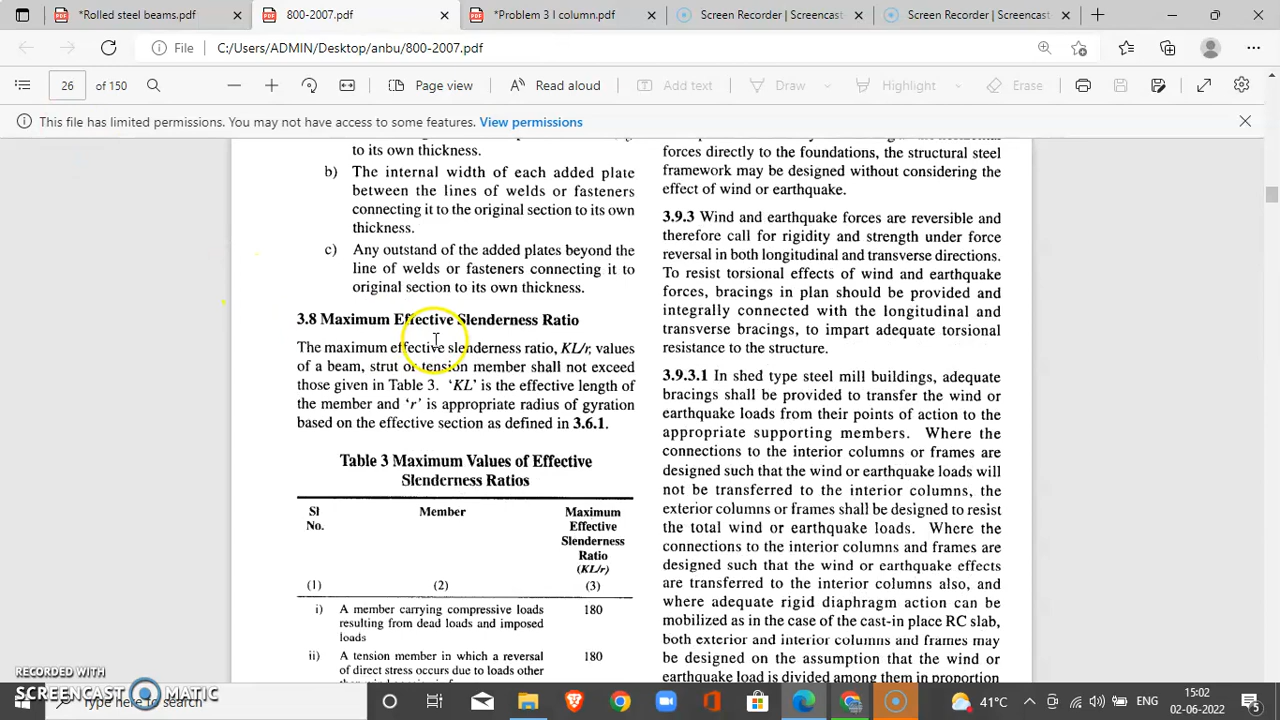 *Rolled steel beams.pdf
800-2007.pdf
*Problem 3 I column.pdf
Screen Recorder | Screencast
Screen Recorder | Screencast
File
C:/Users/ADMIN/Desktop/anbu/800-2007.pdf
26
of 150
Page view
Read aloud
Add text
Draw
Highlight
Erase
This file has limited permissions. You may not have access to some features. View permissions
to its own thickness.
b) The internal width of each added plate
between the lines of welds or fasteners
connecting it to the original section to its own
thickness.
c) Any outstand of the added plates beyond the
line of welds or fasteners connecting it to
original section to its own thickness.
3.8 Maximum Effective Slenderness Ratio
The maximum effective slenderness ratio, KL/r, values
of a beam, strut or tension member shall not exceed
those given in Table 3. ‘KL’ is the effective length of
the member and ‘r’ is appropriate radius of gyration
based on the effective section as defined in 3.6.1.
Table 3 Maximum Values of Effective
Slenderness Ratios
Sl
No.
Member
Maximum
Effective
Slenderness
Ratio
(KL/r)
(1)
(2)
(3)
i) A member carrying compressive loads 180
resulting from dead loads and imposed
loads
ii) A tension member in which a reversal 180
of direct stress occurs due to loads other
forces directly to the foundations, the structural steel
framework may be designed without considering the
effect of wind or earthquake.
3.9.3 Wind and earthquake forces are reversible and
therefore call for rigidity and strength under force
reversal in both longitudinal and transverse directions.
To resist torsional effects of wind and earthquake
forces, bracings in plan should be provided and
integrally connected with the longitudinal and
transverse bracings, to impart adequate torsional
resistance to the structure.
3.9.3.1 In shed type steel mill buildings, adequate
bracings shall be provided to transfer the wind or
earthquake loads from their points of action to the
appropriate supporting members. Where the
connections to the interior columns or frames are
designed such that the wind or earthquake loads will
not be transferred to the interior columns, the
exterior columns or frames shall be designed to resist
the total wind or earthquake loads. Where the
connections to the interior columns and frames are
designed such that the wind or earthquake effects
are transferred to the interior columns also, and
where adequate rigid diaphragm action can be
mobilized as in the case of the cast-in place RC slab,
both exterior and interior columns and frames may
be designed on the assumption that the wind or
earthquake load is divided among them in proportion
RECORDED WITH
SCREENCAST MATIC
Type here to search
41°C
ENG
15:02
02-06-2022
5